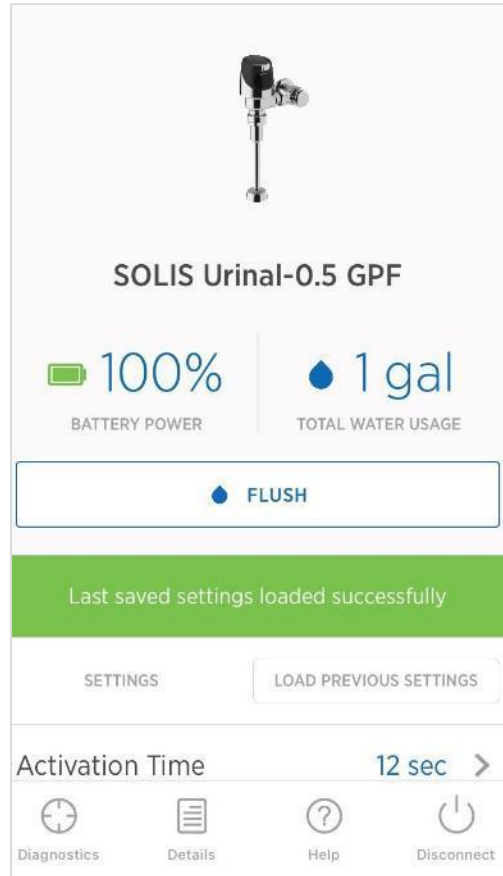 SOLIS Urinal-0.5 GPF
100%
BATTERY POWER
1 gal
TOTAL WATER USAGE
FLUSH
Last saved settings loaded successfully
SETTINGS
LOAD PREVIOUS SETTINGS
Activation Time 12 sec >
Diagnostics
Details
Help
Disconnect